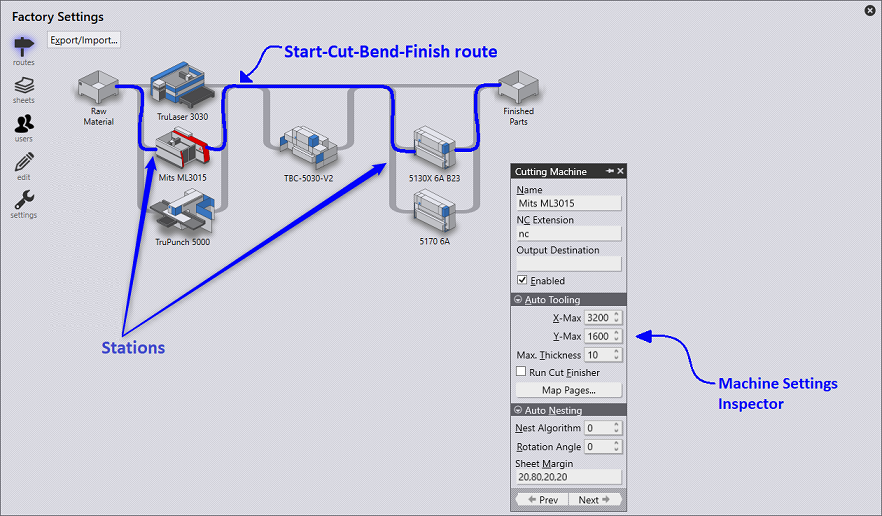 Factory Settings
Export/Import...
routes
sheets
users
edit
settings
Start-Cut-Bend-Finish route
Raw
Material
TruLaser 3030
Mits ML3015
TruPunch 5000
TBC-5030-V2
5130X 6A B23
5170 6A
Finished
Parts
Stations
Cutting Machine
Name
Mits ML3015
NC Extension
nc
Output Destination
Enabled
Auto Tooling
X-Max 3200
Y-Max 1600
Max. Thickness 10
Run Cut Finisher
Map Pages...
Auto Nesting
Nest Algorithm 0
Rotation Angle 0
Sheet Margin
20,80,20,20
Prev Next
Machine Settings
Inspector